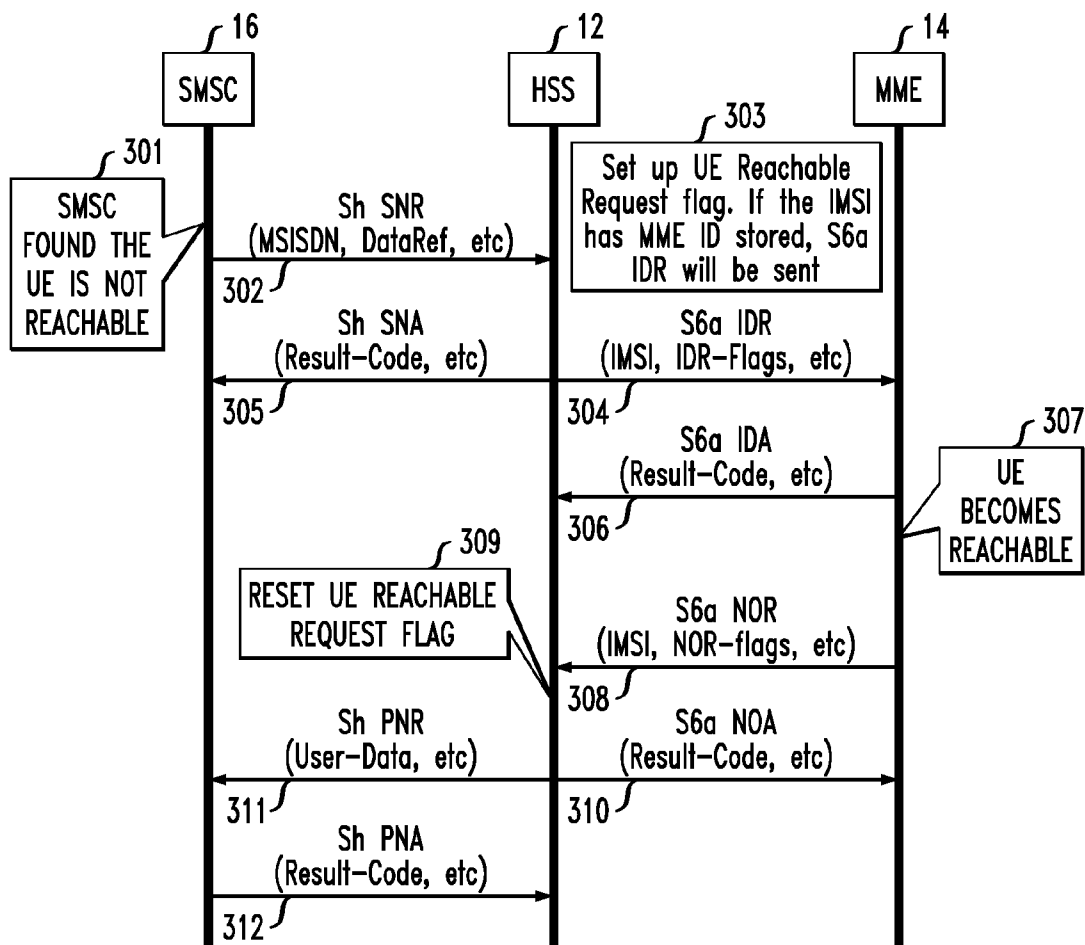 16
12
14
SMSC
HSS
MME
301
303
SMSC
FOUND THE
UE IS NOT
REACHABLE
Set up UE Reachable
Request flag. If the IMSI
has MME ID stored, S6a
IDR will be sent
Sh SNR
(MSISDN, DataRef, etc)
302
Sh SNA
(Result-Code, etc)
305
S6a IDR
(IMSI, IDR-Flags, etc)
304
S6a IDA
(Result-Code, etc)
306
307
UE
BECOMES
REACHABLE
309
RESET UE REACHABLE
REQUEST FLAG
S6a NOR
(IMSI, NOR-flags, etc)
308
Sh PNR
(User-Data, etc)
311
S6a NOA
(Result-Code, etc)
310
Sh PNA
(Result-Code, etc)
312